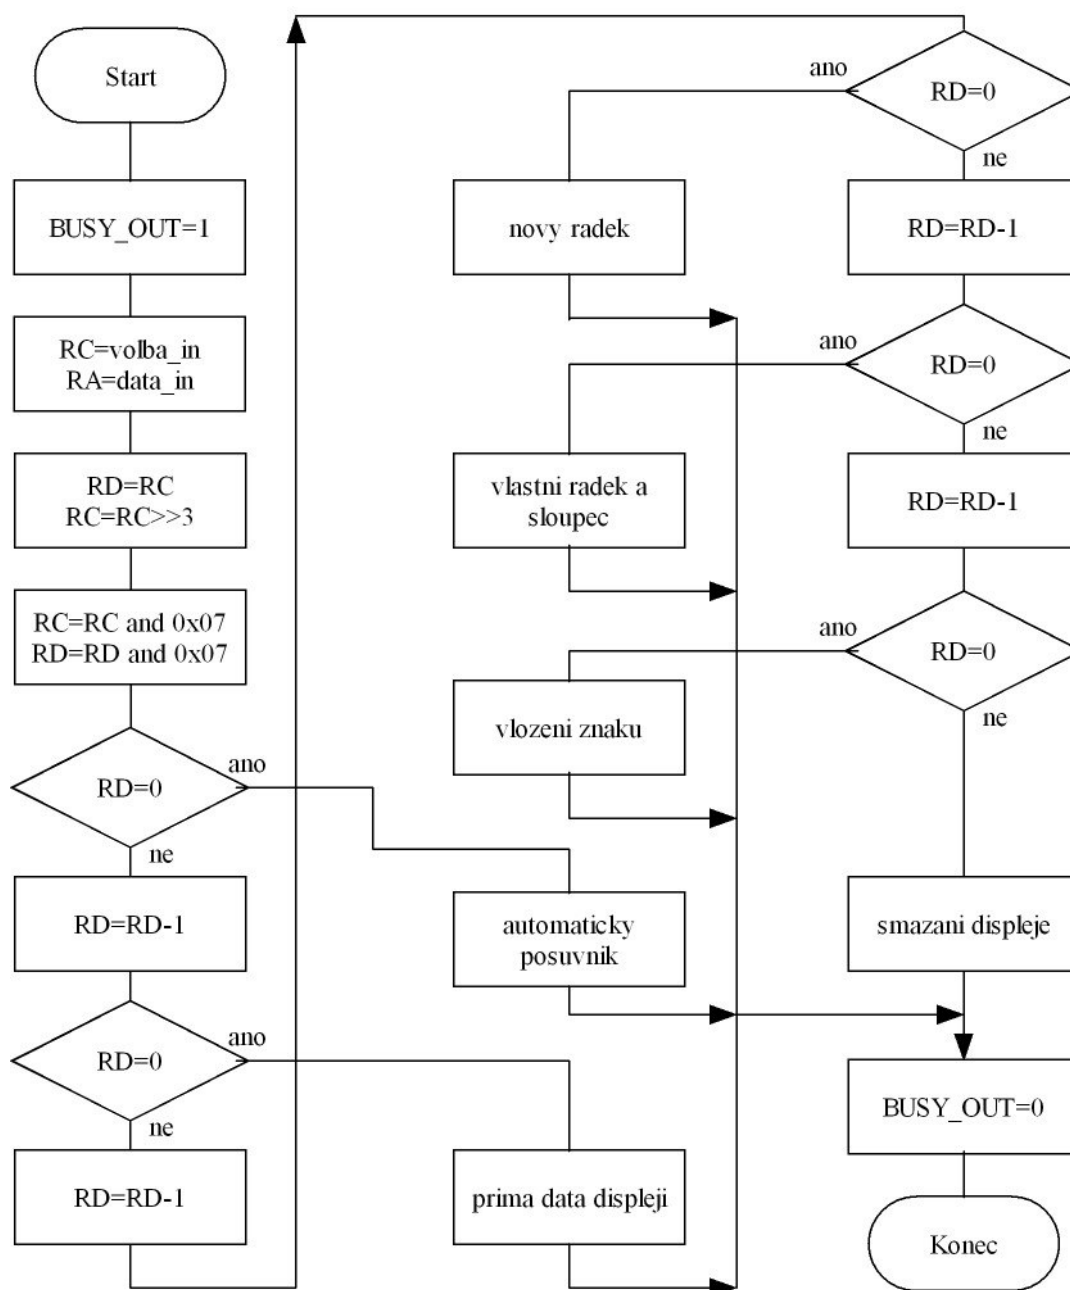 Start
BUSY_OUT=1
RC=volba_in
RA=data_in
RD=RC
RC=RC>>3
RC=RC and 0x07
RD=RD and 0x07
RD=0
ano
ne
RD=RD-1
RD=0
ano
ne
RD=RD-1
novy radek
vlastni radek a
sloupec
vlozeni znaku
automaticky
posuvnik
prima data displeji
RD=0
ano
ne
RD=RD-1
RD=0
ano
ne
RD=RD-1
RD=0
ano
ne
smazani displeje
BUSY_OUT=0
Konec